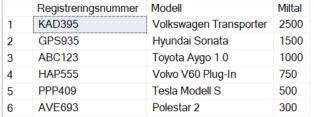 Registreringsnummer Modell Miltal
1 KAD395 Volkswagen Transporter 2500
2 GPS935 Hyundai Sonata 1500
3 ABC123 Toyota Aygo 1.0 1000
4 HAP555 Volvo V60 Plug-In 750
5 PPP409 Tesla Modell S 500
6 AVE693 Polestar 2 300